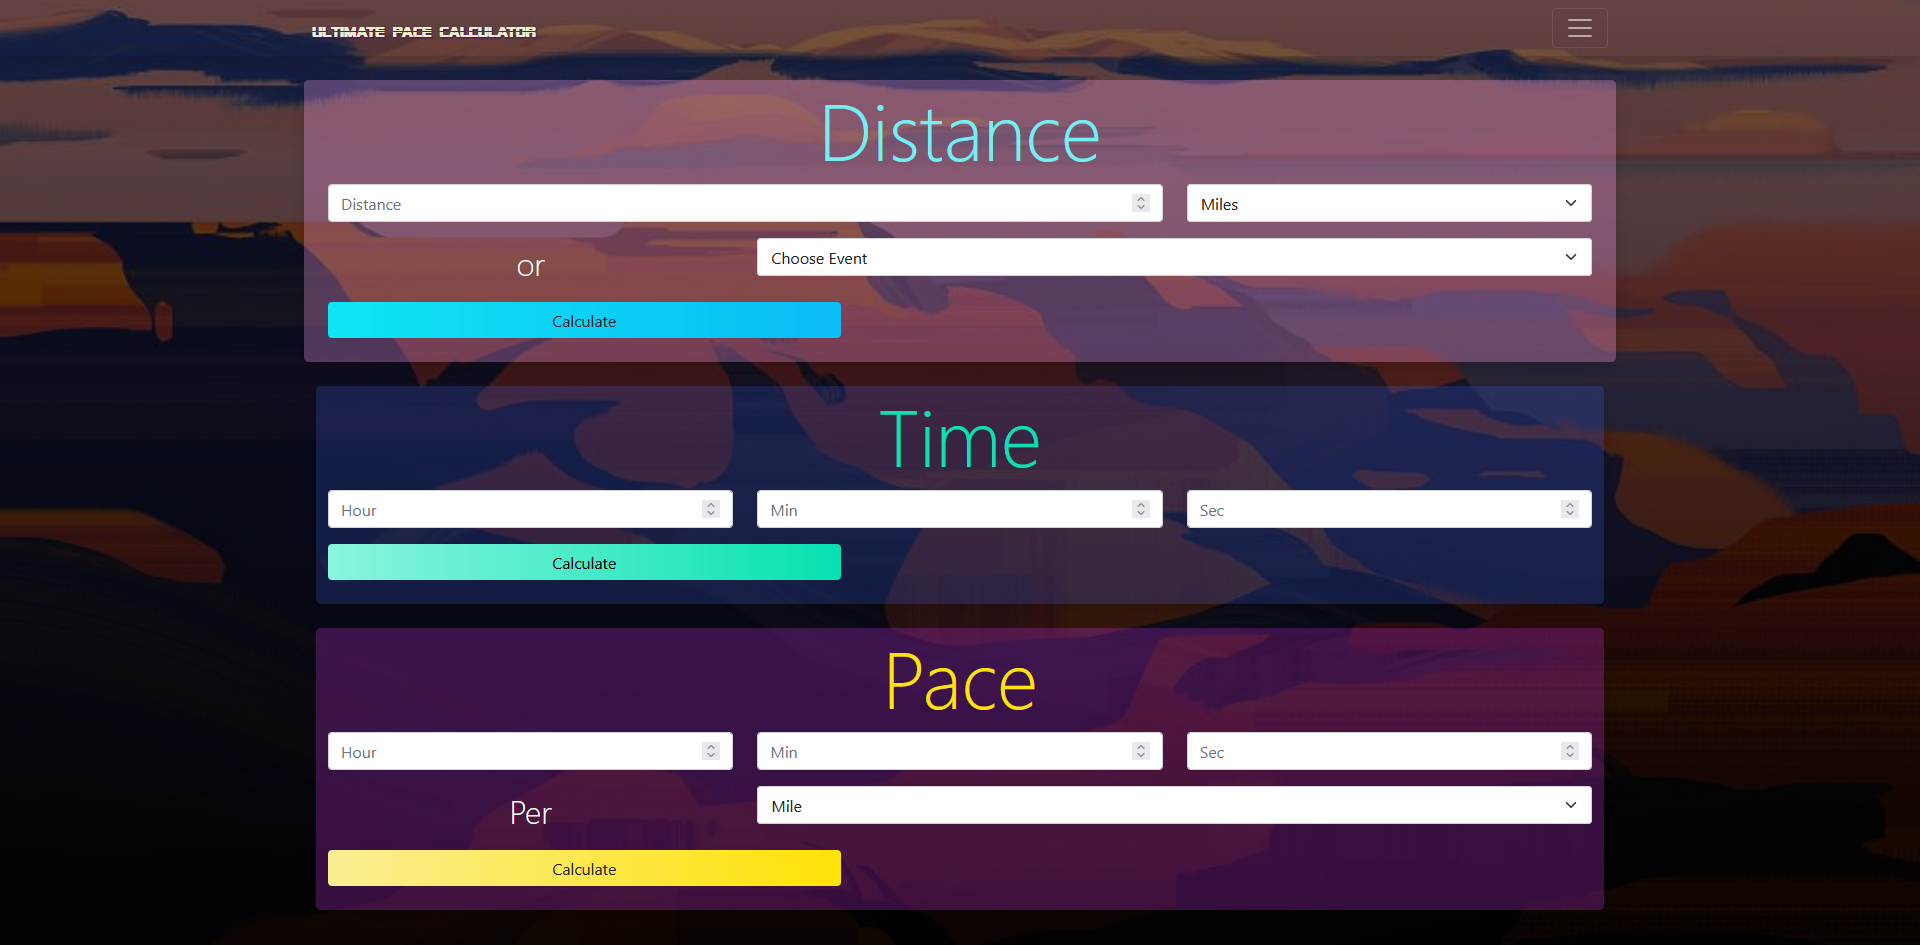 ULTIMATE PACE CALCULATOR
Distance
Distance
Miles
or
Choose Event
Calculate
Time
Hour
Min
Sec
Calculate
Pace
Hour
Min
Sec
Per
Mile
Calculate